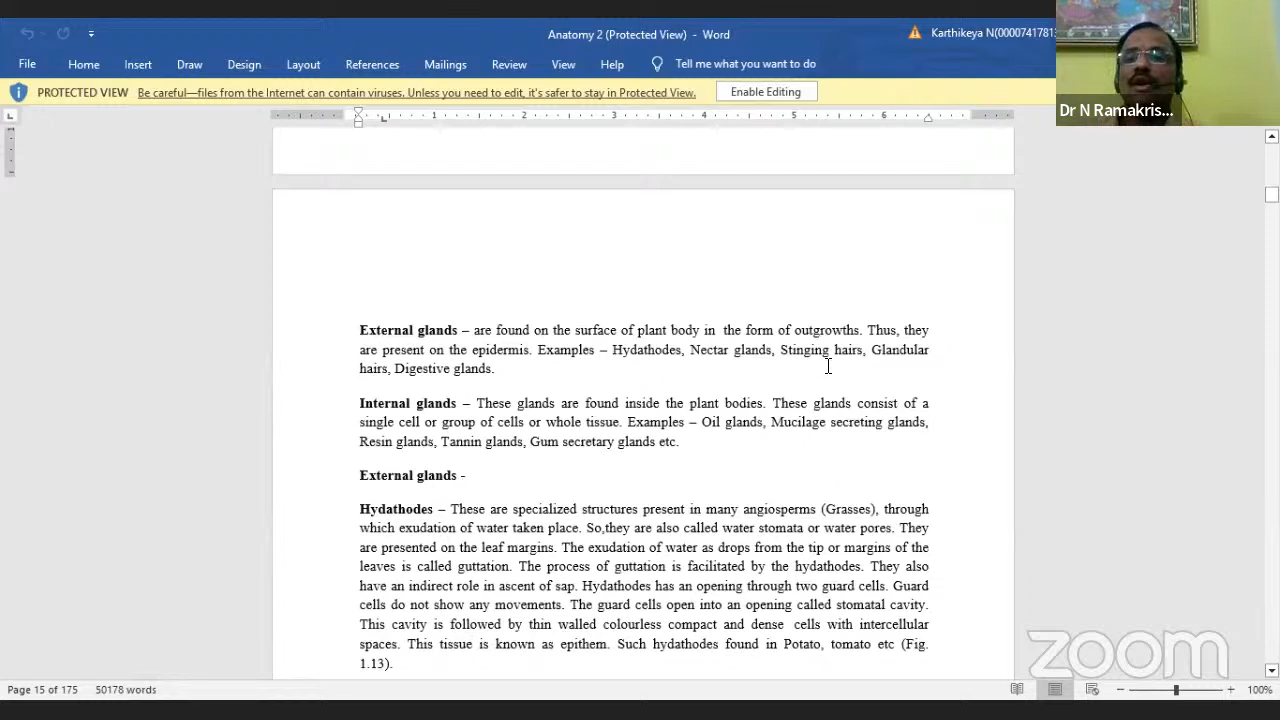 Anatomy 2 (Protected View) - Word
Karthikeya N(00007417813
File Home Insert Draw Design Layout References Mailings Review View Help Tell me what you want to do
PROTECTED VIEW Be careful—files from the Internet can contain viruses. Unless you need to edit, it's safer to stay in Protected View. Enable Editing
Dr N Ramakris...
1 2 3 4 5 6
External glands – are found on the surface of plant body in the form of outgrowths. Thus, they
are present on the epidermis. Examples – Hydathodes, Nectar glands, Stinging hairs, Glandular
hairs, Digestive glands.
Internal glands – These glands are found inside the plant bodies. These glands consist of a
single cell or group of cells or whole tissue. Examples – Oil glands, Mucilage secreting glands,
Resin glands, Tannin glands, Gum secretary glands etc.
External glands -
Hydathodes – These are specialized structures present in many angiosperms (Grasses), through
which exudation of water taken place. So,they are also called water stomata or water pores. They
are presented on the leaf margins. The exudation of water as drops from the tip or margins of the
leaves is called guttation. The process of guttation is facilitated by the hydathodes. They also
have an indirect role in ascent of sap. Hydathodes has an opening through two guard cells. Guard
cells do not show any movements. The guard cells open into an opening called stomatal cavity.
This cavity is followed by thin walled colourless compact and dense cells with intercellular
spaces. This tissue is known as epithem. Such hydathodes found in Potato, tomato etc (Fig.
1.13).
zoom
Page 15 of 175 50178 words
100%